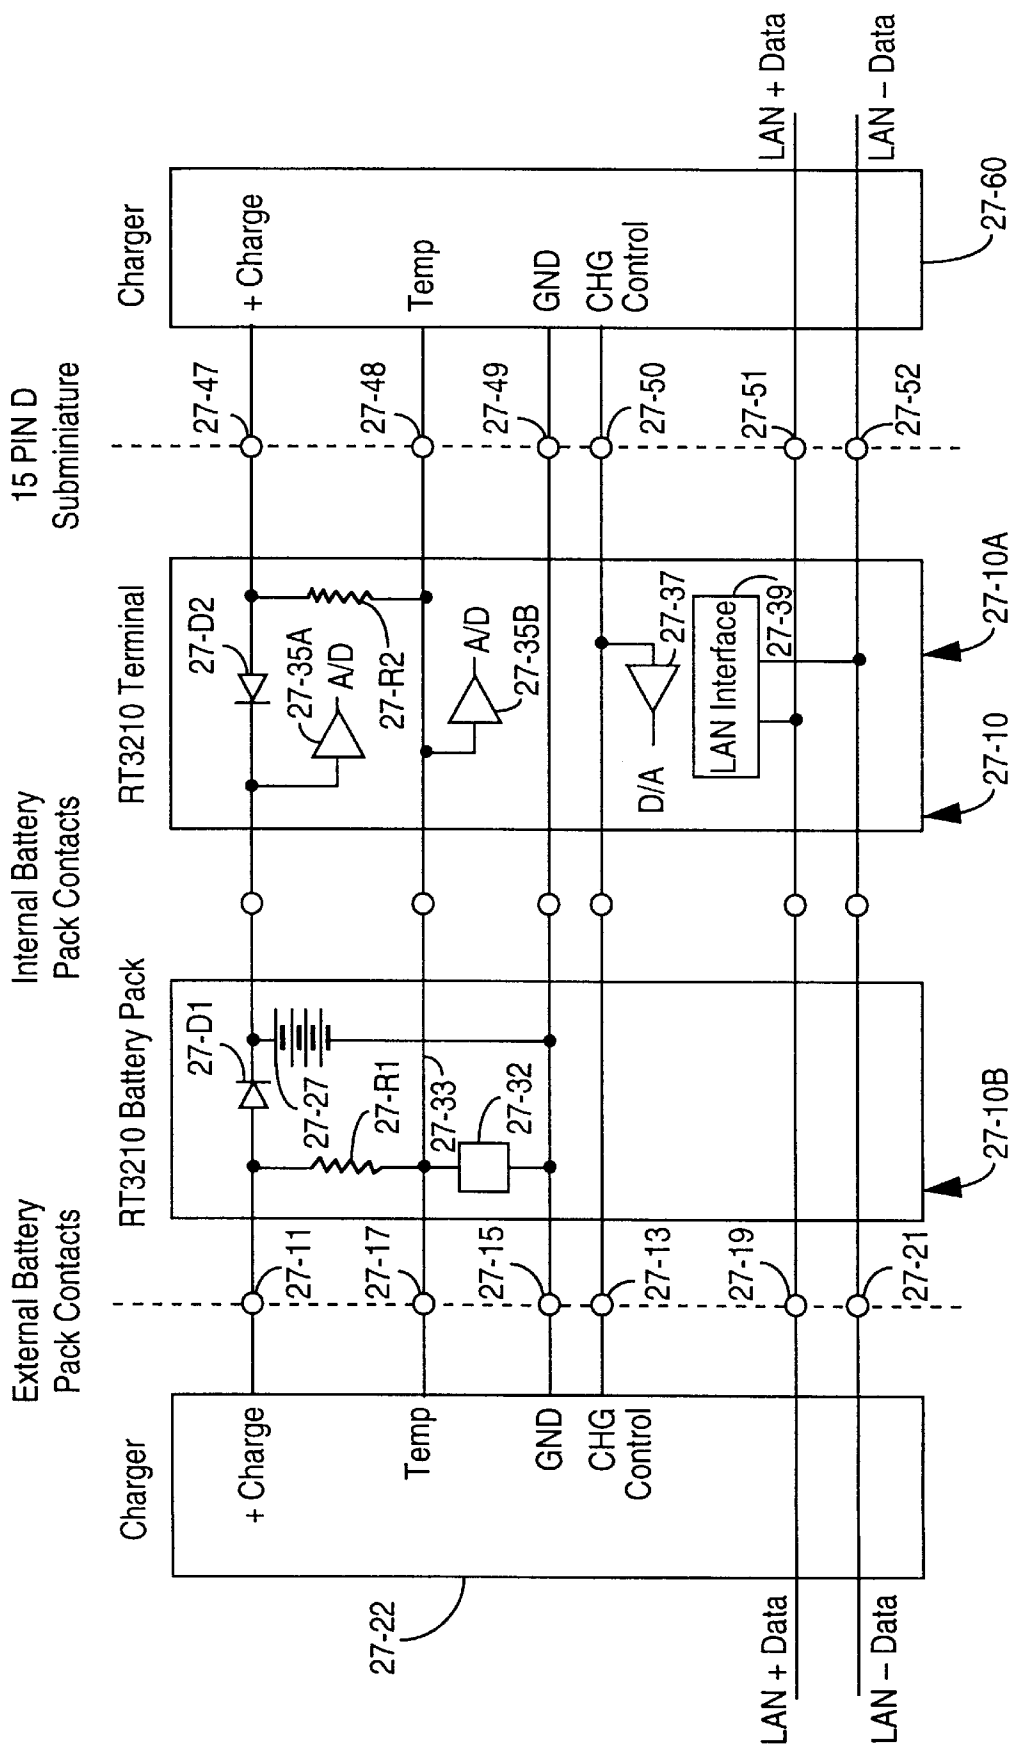 External Battery
Pack Contacts
Internal Battery
Pack Contacts
15 PIN D
Subminiature
Charger
RT3210 Battery Pack
RT3210 Terminal
Charger
+ Charge
27-11
27-D1
27-D2
27-47
+ Charge
27-27
27-35A
A/D
27-R1
27-R2
Temp
27-17
27-33
27-48
Temp
A/D
27-32
27-35B
GND
27-15
27-49
GND
CHG
Control
27-13
D/A
27-37
27-50
CHG
Control
LAN Interface
27-39
LAN + Data
27-19
27-51
LAN + Data
LAN – Data
27-21
27-52
LAN – Data
27-22
27-10B
27-10
27-10A
27-60